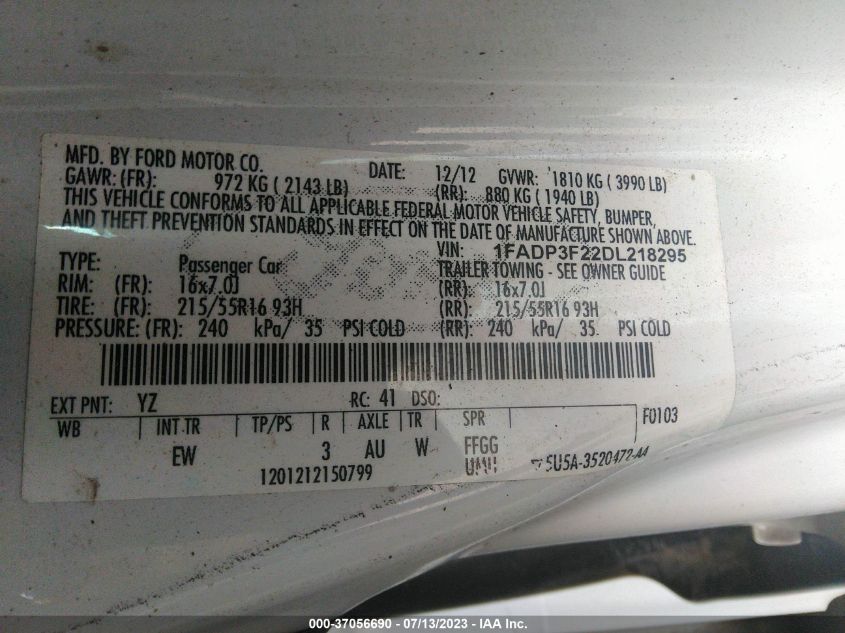 MFD. BY FORD MOTOR CO. DATE: 12/12 GVWR: 1810 KG ( 3990 LB)
GAWR: (FR): 972 KG ( 2143 LB) (RR): 880 KG ( 1940 LB)
THIS VEHICLE CONFORMS TO ALL APPLICABLE FEDERAL MOTOR VEHICLE SAFETY, BUMPER,
AND THEFT PREVENTION STANDARDS IN EFFECT ON THE DATE OF MANUFACTURE SHOWN ABOVE.
VIN: 1FADP3F22DL218295
TYPE: Passenger Car TRAILER TOWING - SEE OWNER GUIDE
RIM: (FR): 16x7.0J (RR): 16x7.0J
TIRE: (FR): 215/55R16 93H (RR): 215/55R16 93H
PRESSURE: (FR): 240 kPa/ 35 PSI COLD (RR): 240 kPa/ 35 PSI COLD
EXT PNT: YZ RC: 41 DSO:
WB INT TR TP/PS R AXLE TR SPR F0103
EW 3 AU W FFGG
1201212150799
000-37056690 - 07/13/2023 - IAA Inc.